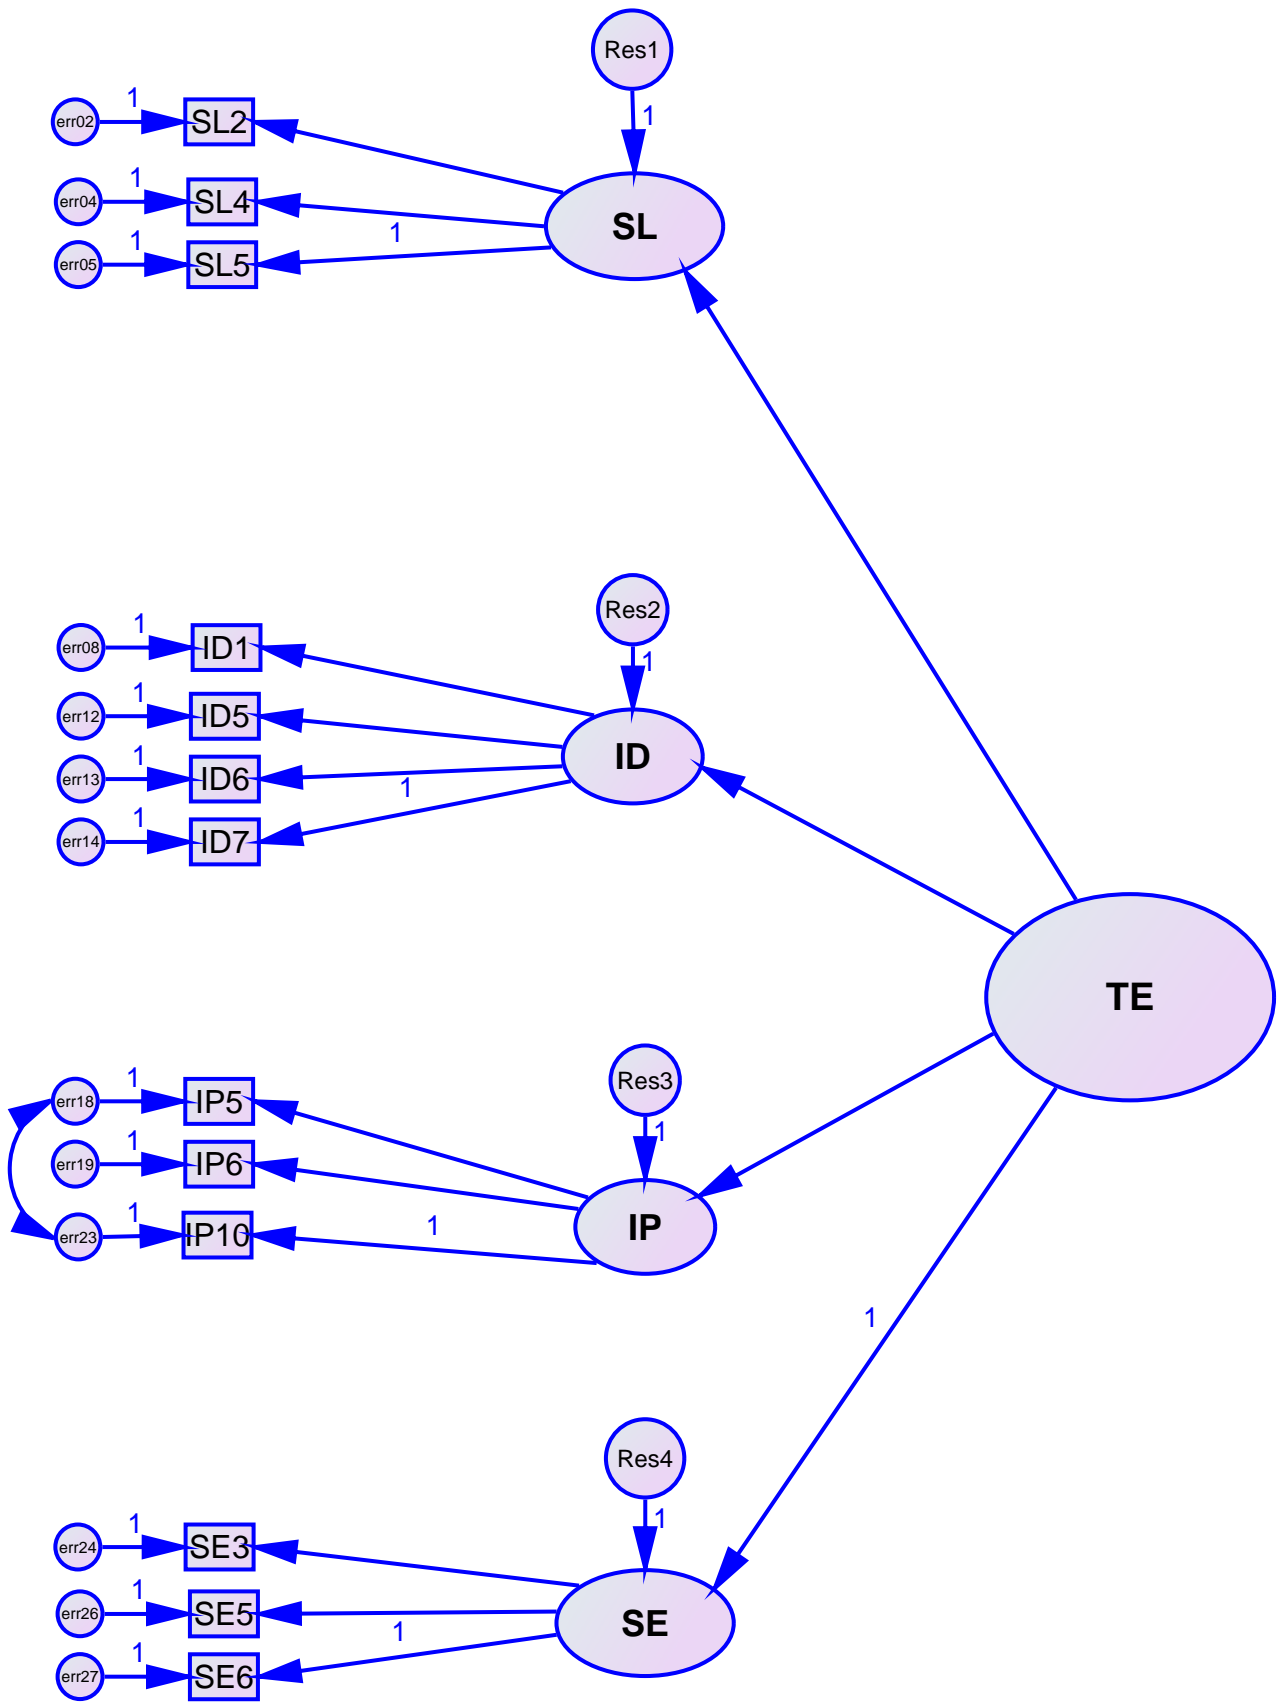 Res1
1
err02
1
SL2
err04
1
SL4
SL
err05
1
SL5
1
Res2
1
err08
1
ID1
err12
1
ID5
ID
err13
1
ID6
err14
1
ID7
1
TE
Res3
1
err18
1
IP5
err19
1
IP6
IP
err23
1
IP10
1
1
Res4
1
err24
1
SE3
err26
1
SE5
SE
err27
1
SE6
1